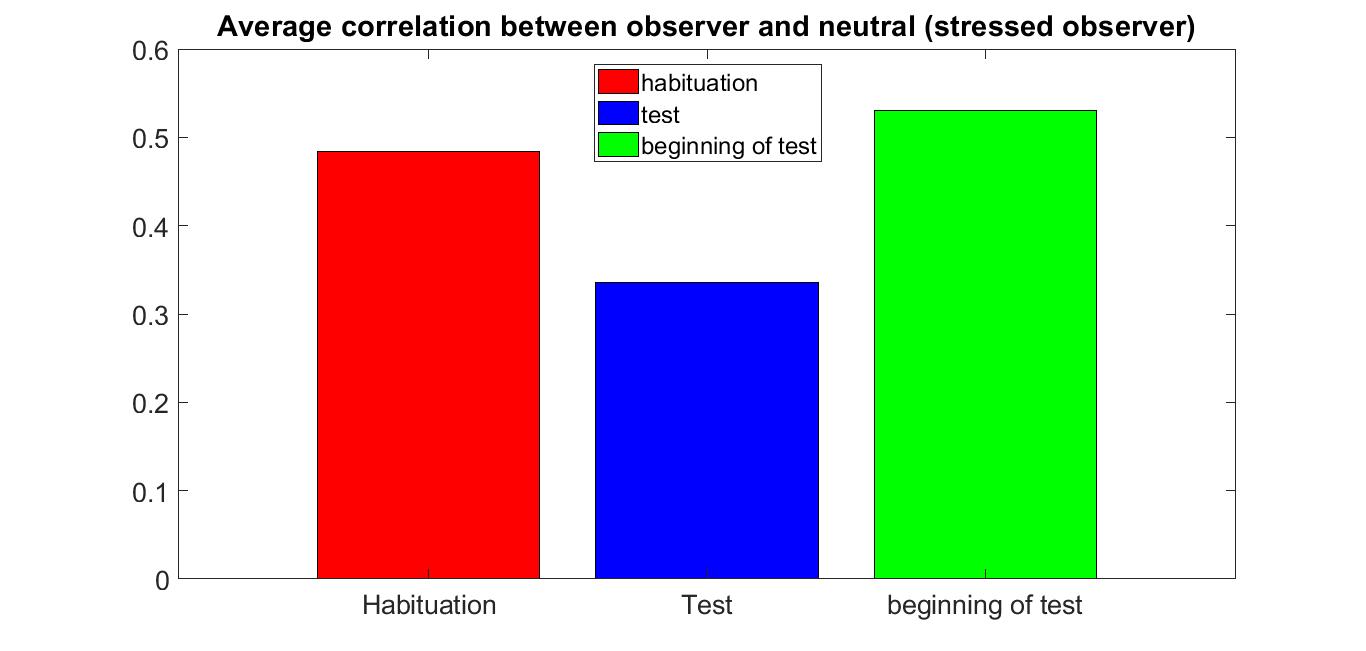 Average correlation between observer and neutral (stressed observer)
0.6
0.5
0.4
0.3
0.2
0.1
0
habituation
test
beginning of test
Habituation Test beginning of test